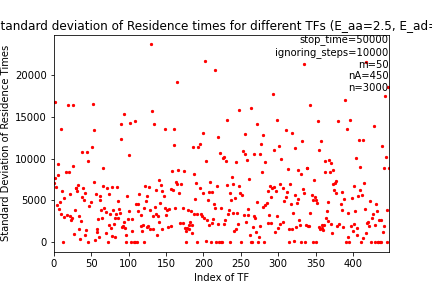 tandard deviation of Residence times for different TFs (E_aa=2.5, E_ad=
stop_time=50000
ignoring_steps=10000
m=50
nA=450
n=3000
Standard Deviation of Residence Times
20000
15000
10000
5000
0
0 50 100 150 200 250 300 350 400
Index of TF